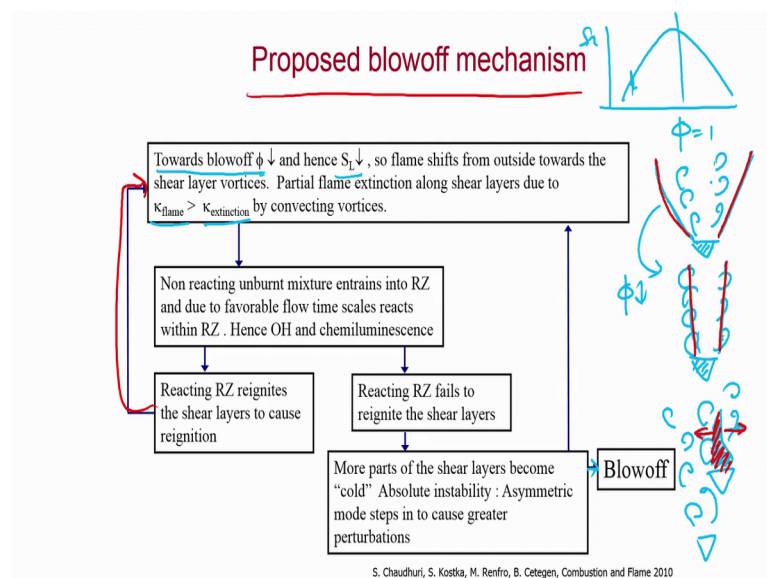 Proposed blowoff mechanism
S_L
Φ=1
Towards blowoff ϕ ↓ and hence S_L↓ , so flame shifts from outside towards the
shear layer vortices. Partial flame extinction along shear layers due to
κ_flame > κ_extinction by convecting vortices.
Φ↓
Non reacting unburnt mixture entrains into RZ
and due to favorable flow time scales reacts
within RZ . Hence OH and chemiluminescence
Reacting RZ reignites
the shear layers to cause
reignition
Reacting RZ fails to
reignite the shear layers
More parts of the shear layers become
“cold” Absolute instability : Asymmetric
mode steps in to cause greater
perturbations
Blowoff
S. Chaudhuri, S. Kostka, M. Renfro, B. Cetegen, Combustion and Flame 2010